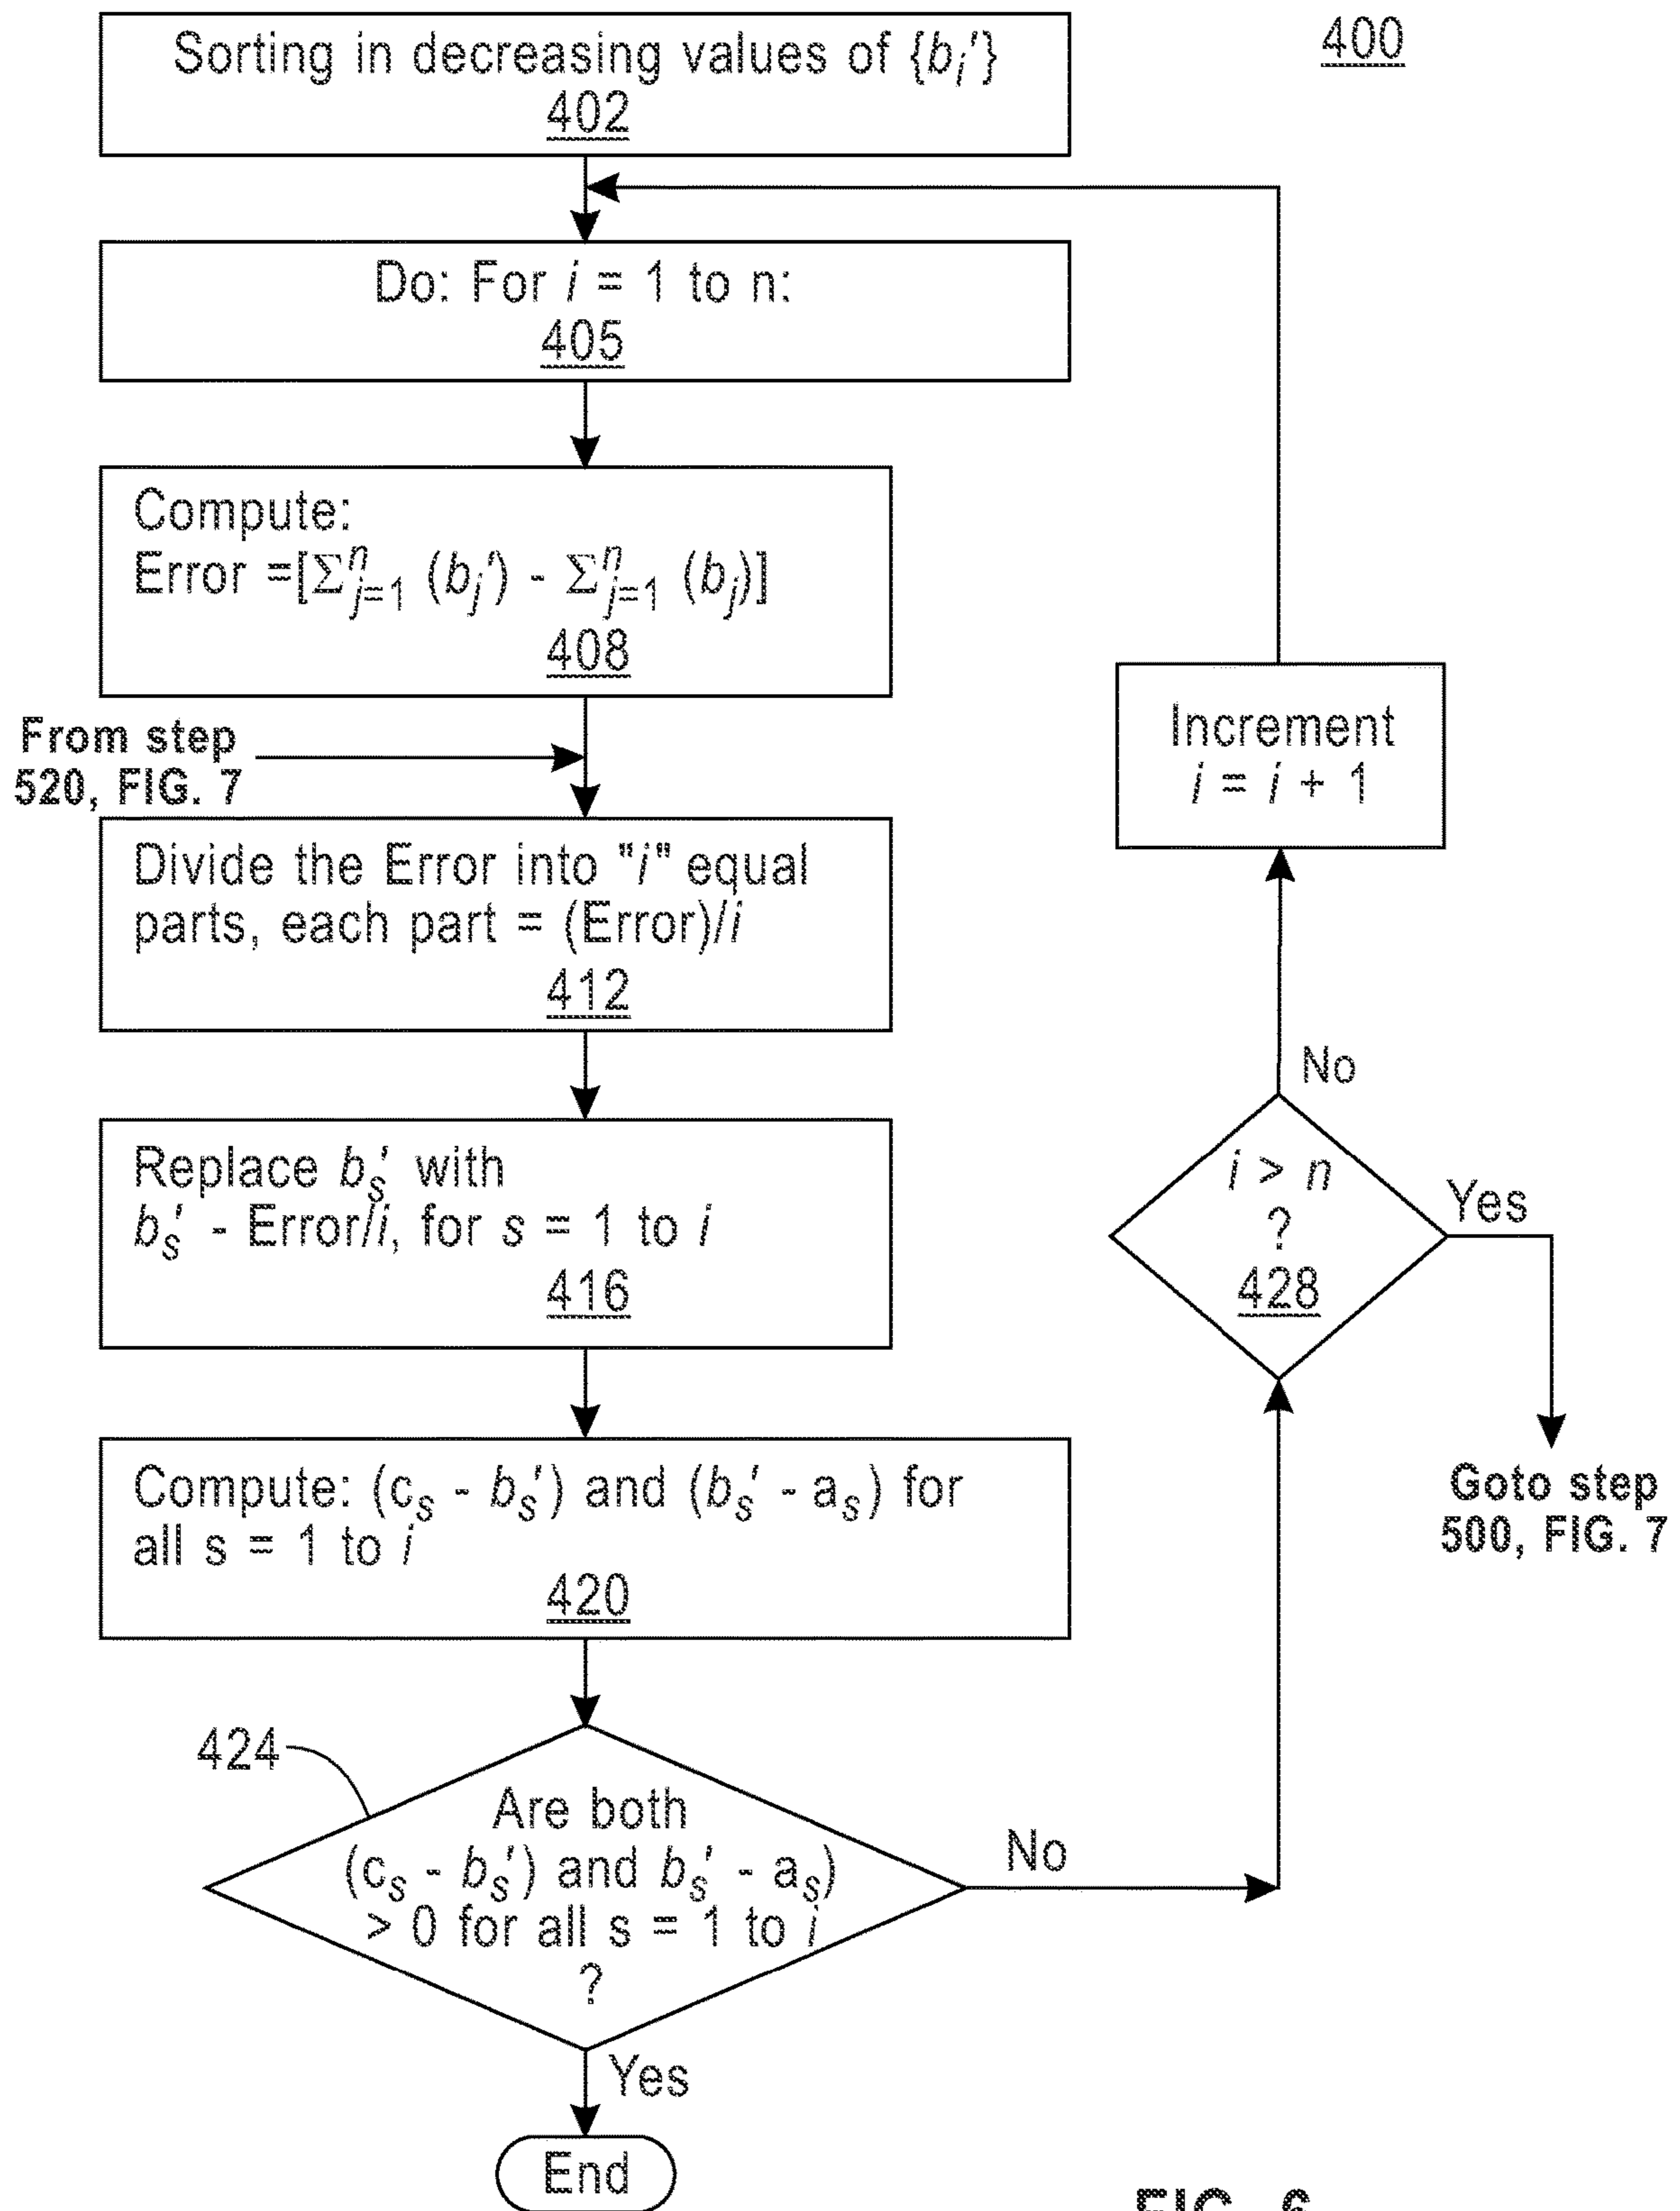 400
Sorting in decreasing values of {bᵢ'}
402
Do: For i = 1 to n:
405
Compute:
Error =[Σⁿⱼ₌₁ (bⱼ') - Σⁿⱼ₌₁ (bⱼ)]
408
From step
520, FIG. 7
Divide the Error into "i" equal
parts, each part = (Error)/i
412
Replace bₛ' with
bₛ' - Error/i, for s = 1 to i
416
Compute: (cₛ - bₛ') and (bₛ' - aₛ) for
all s = 1 to i
420
424
Are both
(cₛ - bₛ') and bₛ' - aₛ)
> 0 for all s = 1 to i
?
No
Yes
End
i > n
?
428
No
Yes
Increment
i = i + 1
Goto step
500, FIG. 7
FIG. 6